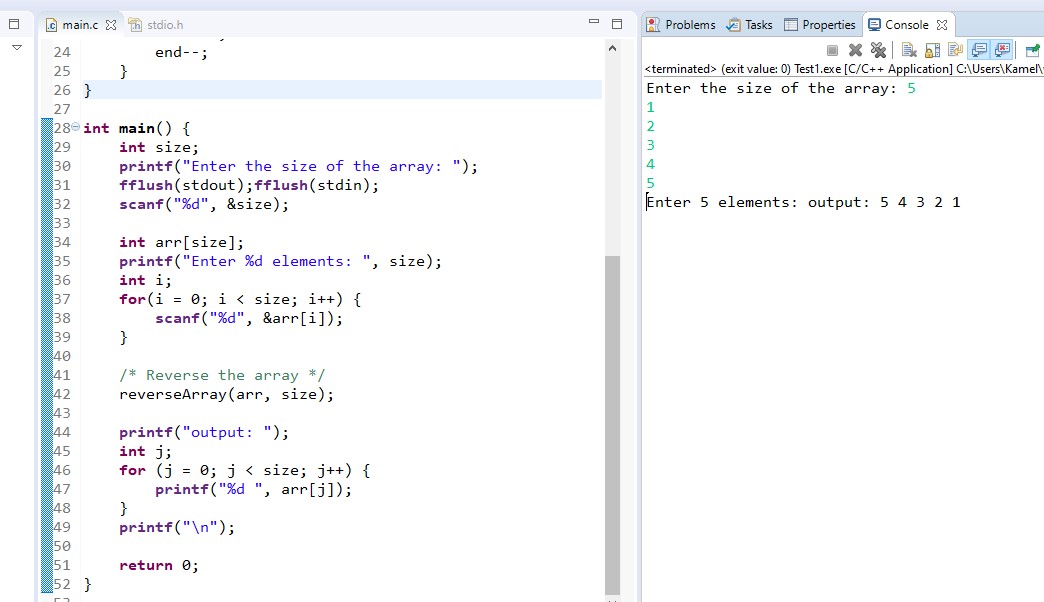 main.c stdio.h
24 end--;
25 }
26 }
27
28 int main() {
29 int size;
30 printf("Enter the size of the array: ");
31 fflush(stdout);fflush(stdin);
32 scanf("%d", &size);
33
34 int arr[size];
35 printf("Enter %d elements: ", size);
36 int i;
37 for(i = 0; i < size; i++) {
38 scanf("%d", &arr[i]);
39 }
40
41 /* Reverse the array */
42 reverseArray(arr, size);
43
44 printf("output: ");
45 int j;
46 for (j = 0; j < size; j++) {
47 printf("%d ", arr[j]);
48 }
49 printf("\n");
50
51 return 0;
52 }
Problems Tasks Properties Console
<terminated> (exit value: 0) Test1.exe [C/C++ Application] C:\Users\Kamel\
Enter the size of the array: 5
1
2
3
4
5
Enter 5 elements: output: 5 4 3 2 1